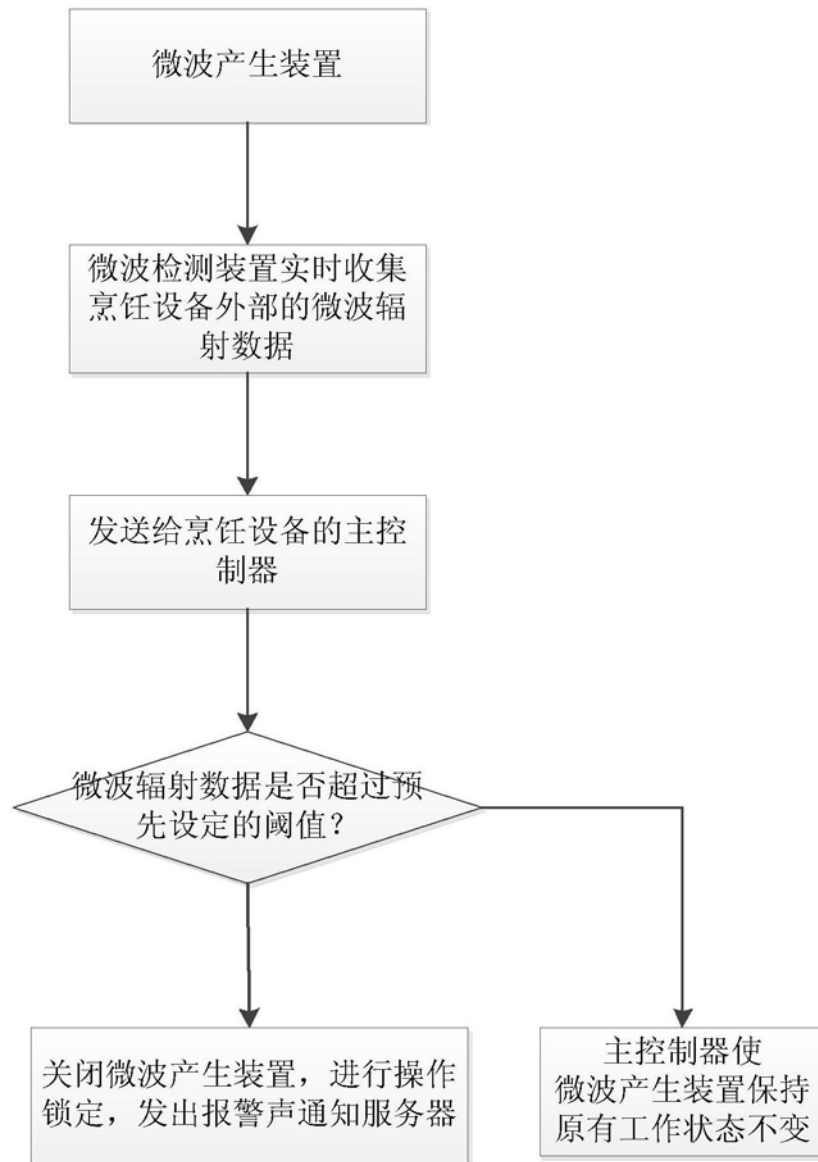 微波产生装置
微波检测装置实时收集
烹饪设备外部的微波辐
射数据
发送给烹饪设备的主控
制器
微波辐射数据是否超过预
先设定的阈值？
关闭微波产生装置，进行操作
锁定，发出报警声通知服务器
主控制器使
微波产生装置保持
原有工作状态不变